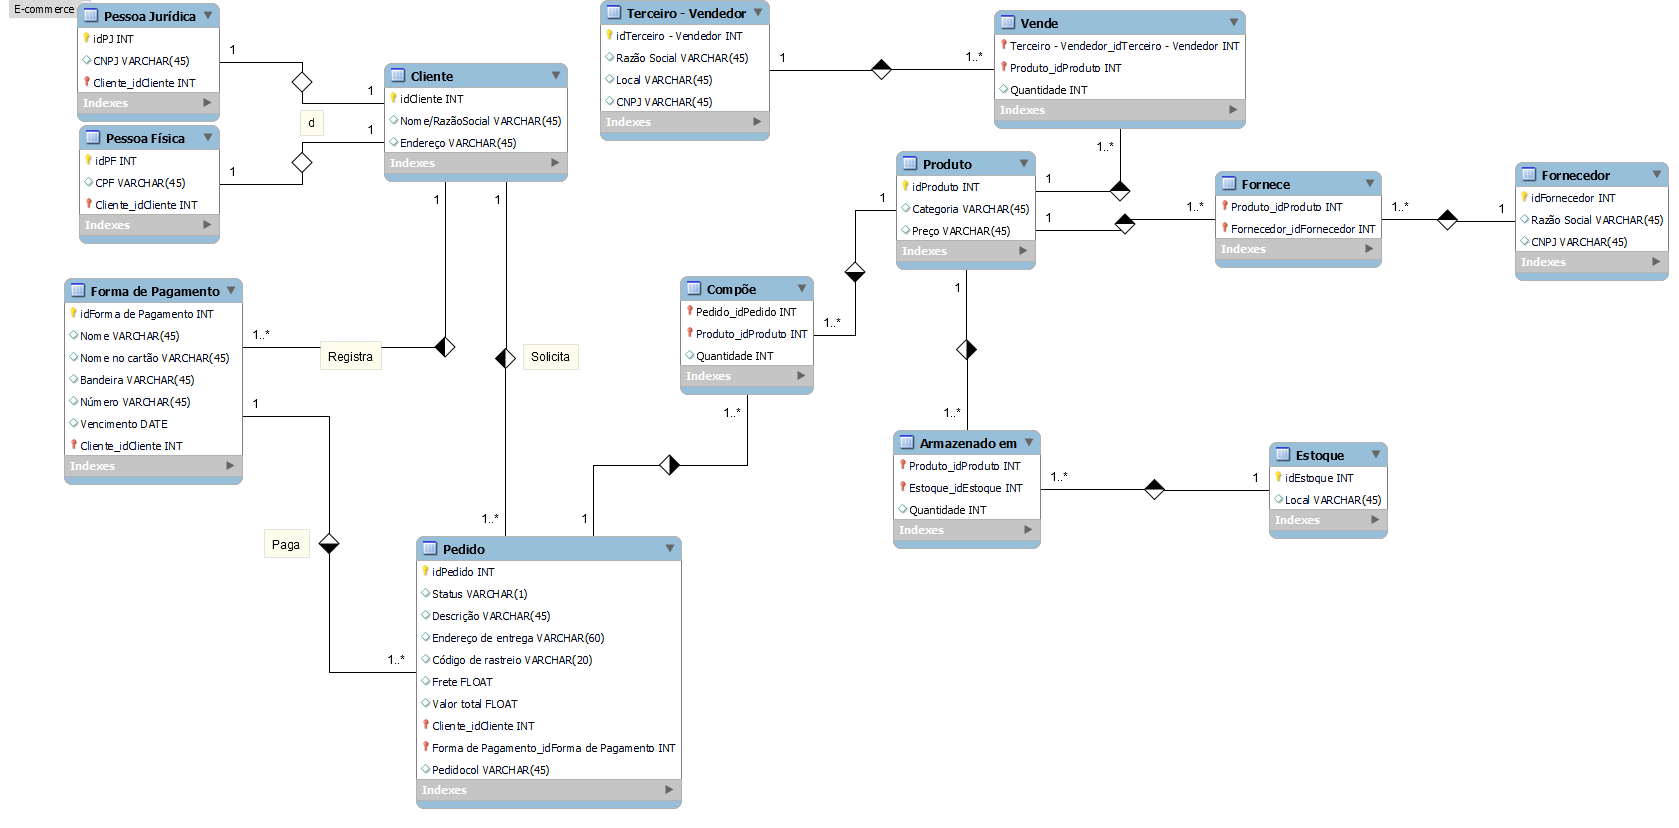 E-commerce
Pessoa Jurídica
idPJ INT
CNPJ VARCHAR(45)
Cliente_idCliente INT
Indexes
1
1
Pessoa Física
idPF INT
CPF VARCHAR(45)
Cliente_idCliente INT
Indexes
1
1
d
Cliente
idCliente INT
Nome/RazãoSocial VARCHAR(45)
Endereço VARCHAR(45)
Indexes
1
1
Terceiro - Vendedor
idTerceiro - Vendedor INT
Razão Social VARCHAR(45)
Local VARCHAR(45)
CNPJ VARCHAR(45)
Indexes
1
1..*
Vende
Terceiro - Vendedor_idTerceiro - Vendedor INT
Produto_idProduto INT
Quantidade INT
Indexes
1..*
Produto
idProduto INT
Categoria VARCHAR(45)
Preço VARCHAR(45)
Indexes
1
1
1
1
1..*
Fornece
Produto_idProduto INT
Fornecedor_idFornecedor INT
Indexes
1..*
1
Fornecedor
idFornecedor INT
Razão Social VARCHAR(45)
CNPJ VARCHAR(45)
Indexes
Forma de Pagamento
idForma de Pagamento INT
Nome VARCHAR(45)
Nome no cartão VARCHAR(45)
Bandeira VARCHAR(45)
Número VARCHAR(45)
Vencimento DATE
Cliente_idCliente INT
Indexes
1..*
1
Registra
Solicita
Compõe
Pedido_idPedido INT
Produto_idProduto INT
Quantidade INT
Indexes
1..*
1..*
1..*
Armazenado em
Produto_idProduto INT
Estoque_idEstoque INT
Quantidade INT
Indexes
1..*
1
Estoque
idEstoque INT
Local VARCHAR(45)
Indexes
Paga
1..*
1..*
1
Pedido
idPedido INT
Status VARCHAR(1)
Descrição VARCHAR(45)
Endereço de entrega VARCHAR(60)
Código de rastreio VARCHAR(20)
Frete FLOAT
Valor total FLOAT
Cliente_idCliente INT
Forma de Pagamento_idForma de Pagamento INT
Pedidocol VARCHAR(45)
Indexes